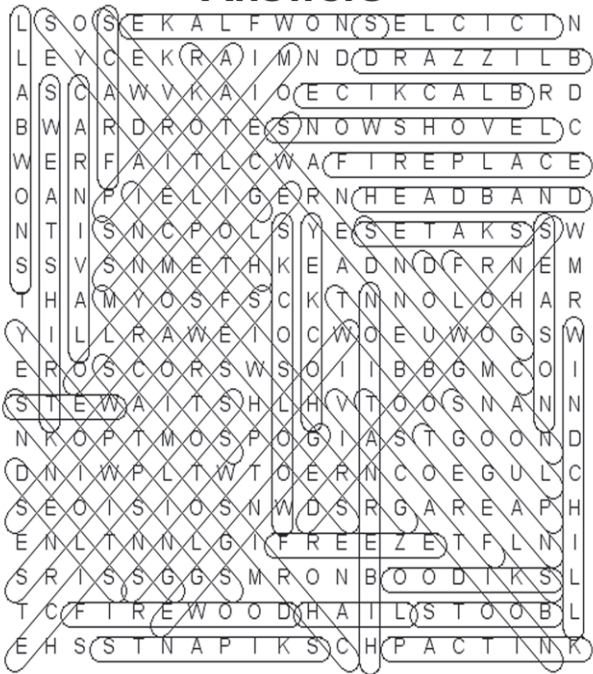 Answers
L S O S E K A L F W O N S E L C I C I N
L E Y C E K R A I M N D D R A Z Z I L B
A S C A W V K A I O E C I K C A L B R D
B W A R D R O T E S N O W S H O V E L C
W E R F A I T L C W A F I R E P L A C E
O A N P I E L I G E R N H E A D B A N D
N T I S N C P O L S Y E S E T A K S S W
S S V S N M E T H K E A D N D F R N E M
T H A M Y O S F S C K T N N O L O H A R
Y I L L R A W E I O C W O E U W O G S W
E R O S C O R S W S O I I B B G M C O I
S T E W A I T S H L H V T O O S N A N N
N K O P T M O S P O G I A S T G O O N D
D N I W P L T W T O E R N C O E G U L C
S E O I S I O S N W D S R G A R E A P H
E N L T N N L G I F R E E Z E T F L N I
S R I S S G G S M R O N B O O D I K S L
T C F I R E W O O D H A I L S T O O B L
E H S S T N A P I K S C H P A C T I N K